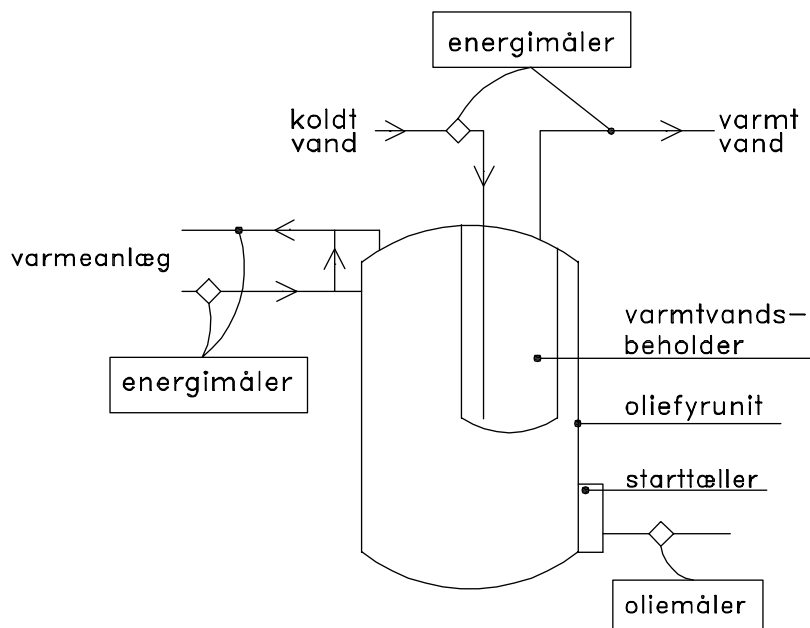 energimåler
koldt
vand
varmt
vand
varmeanlæg
varmtvands-
beholder
energimåler
oliefyrunit
starttæller
oliemåler